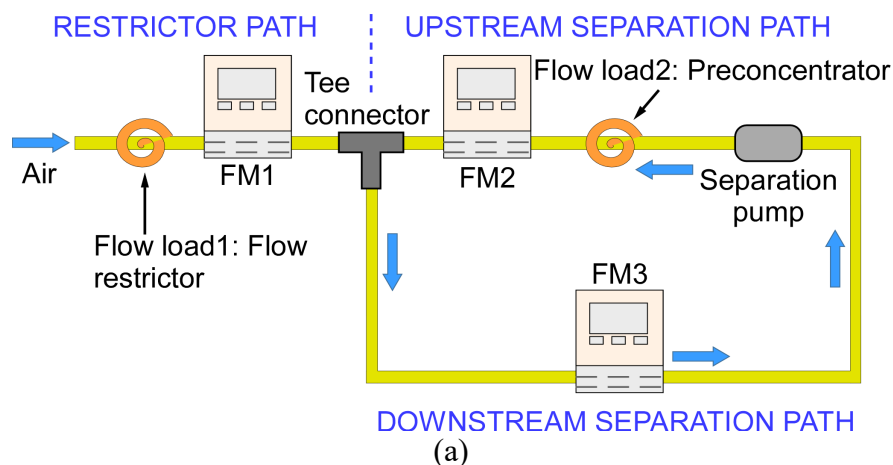 RESTRICTOR PATH
UPSTREAM SEPARATION PATH
Tee
connector
Flow load2: Preconcentrator
Air
FM1
FM2
Separation
pump
Flow load1: Flow
restrictor
FM3
DOWNSTREAM SEPARATION PATH
(a)